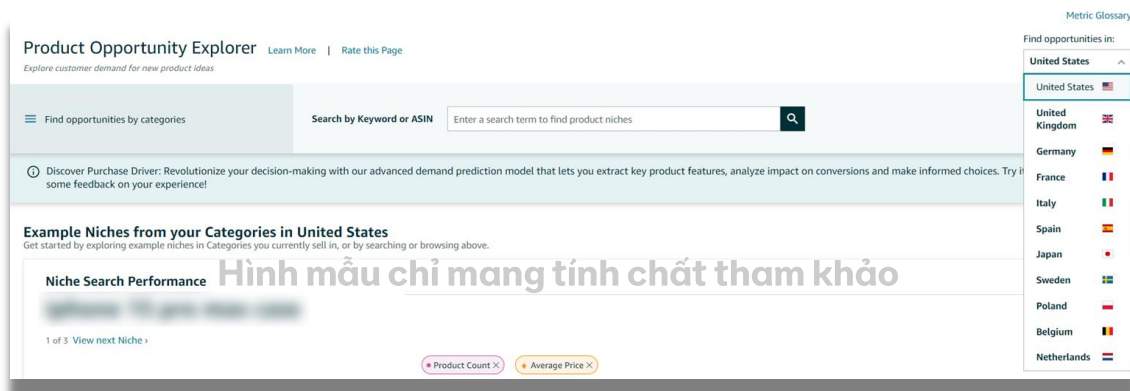 Metric Glossary
Product Opportunity Explorer Learn More | Rate this Page
Explore customer demand for new product ideas
Find opportunities in:
United States
United States
United
Kingdom
Germany
France
Italy
Spain
Japan
Sweden
Poland
Belgium
Netherlands
Find opportunities by categories
Search by Keyword or ASIN
Enter a search term to find product niches
Discover Purchase Driver: Revolutionize your decision-making with our advanced demand prediction model that lets you extract key product features, analyze impact on conversions and make informed choices. Try
some feedback on your experience!
Example Niches from your Categories in United States
Get started by exploring example niches in Categories you currently sell in, or by searching or browsing above.
Niche Search Performance
Hình mẫu chỉ mang tính chất tham khảo
1 of 3 View next Niche ›
Product Count ×
Average Price ×